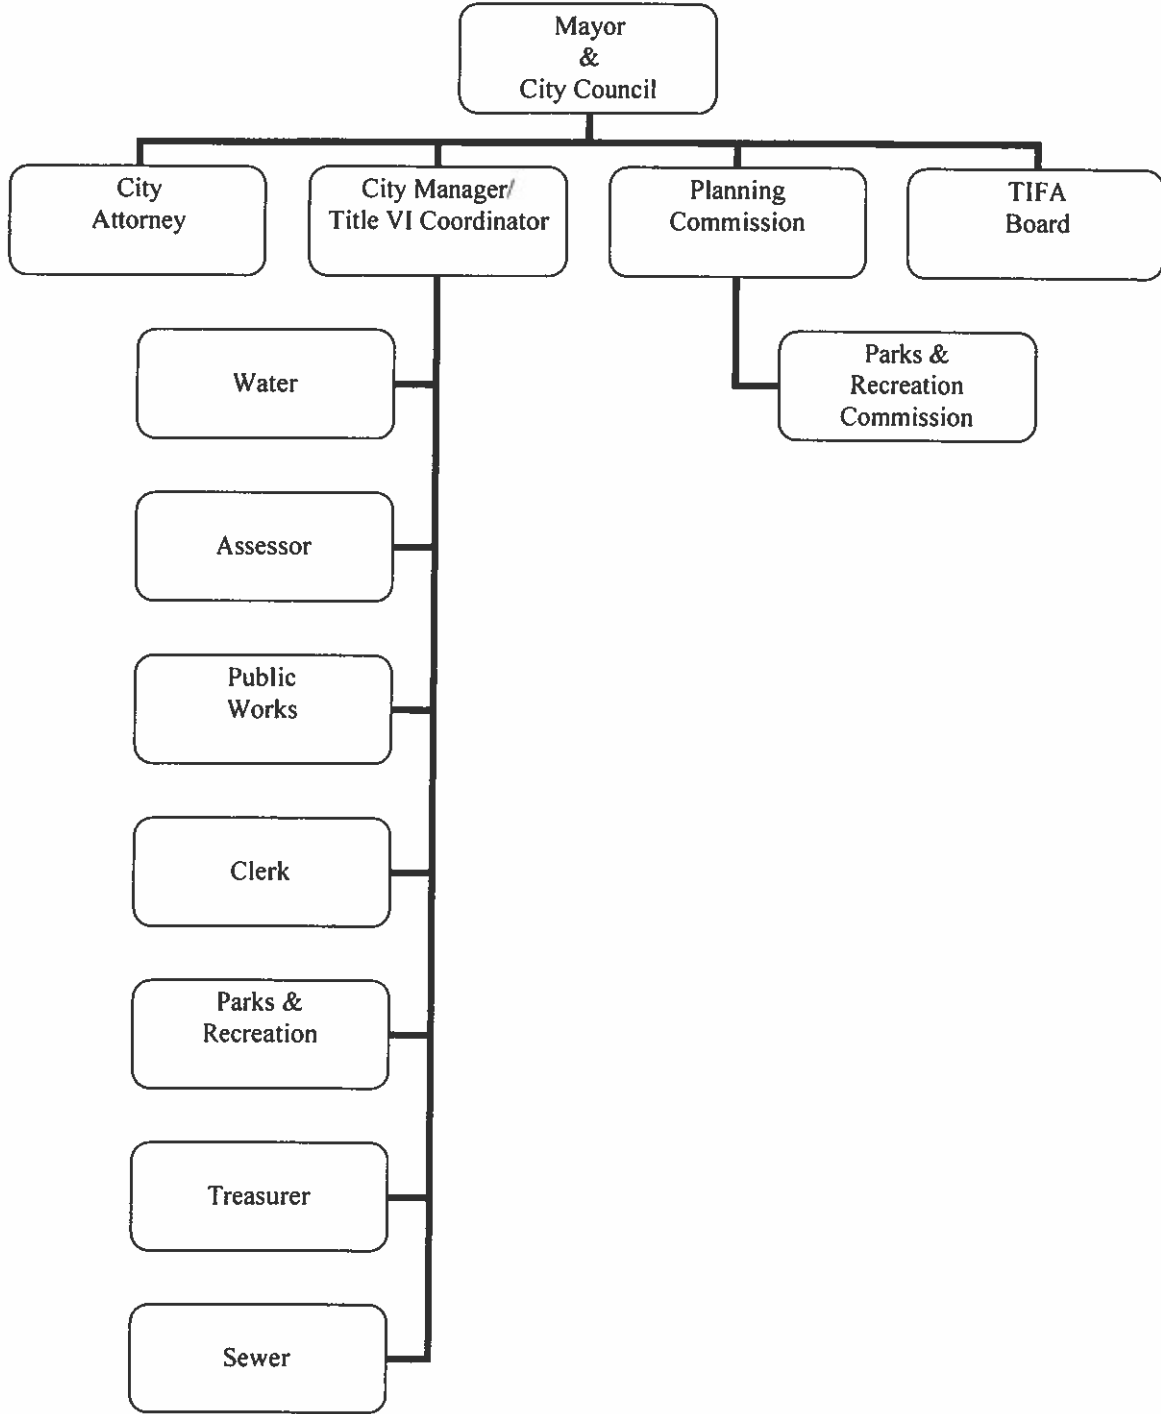 Mayor
&
City Council
City
Attorney
City Manager/
Title VI Coordinator
Planning
Commission
TIFA
Board
Water
Parks &
Recreation
Commission
Assessor
Public
Works
Clerk
Parks &
Recreation
Treasurer
Sewer